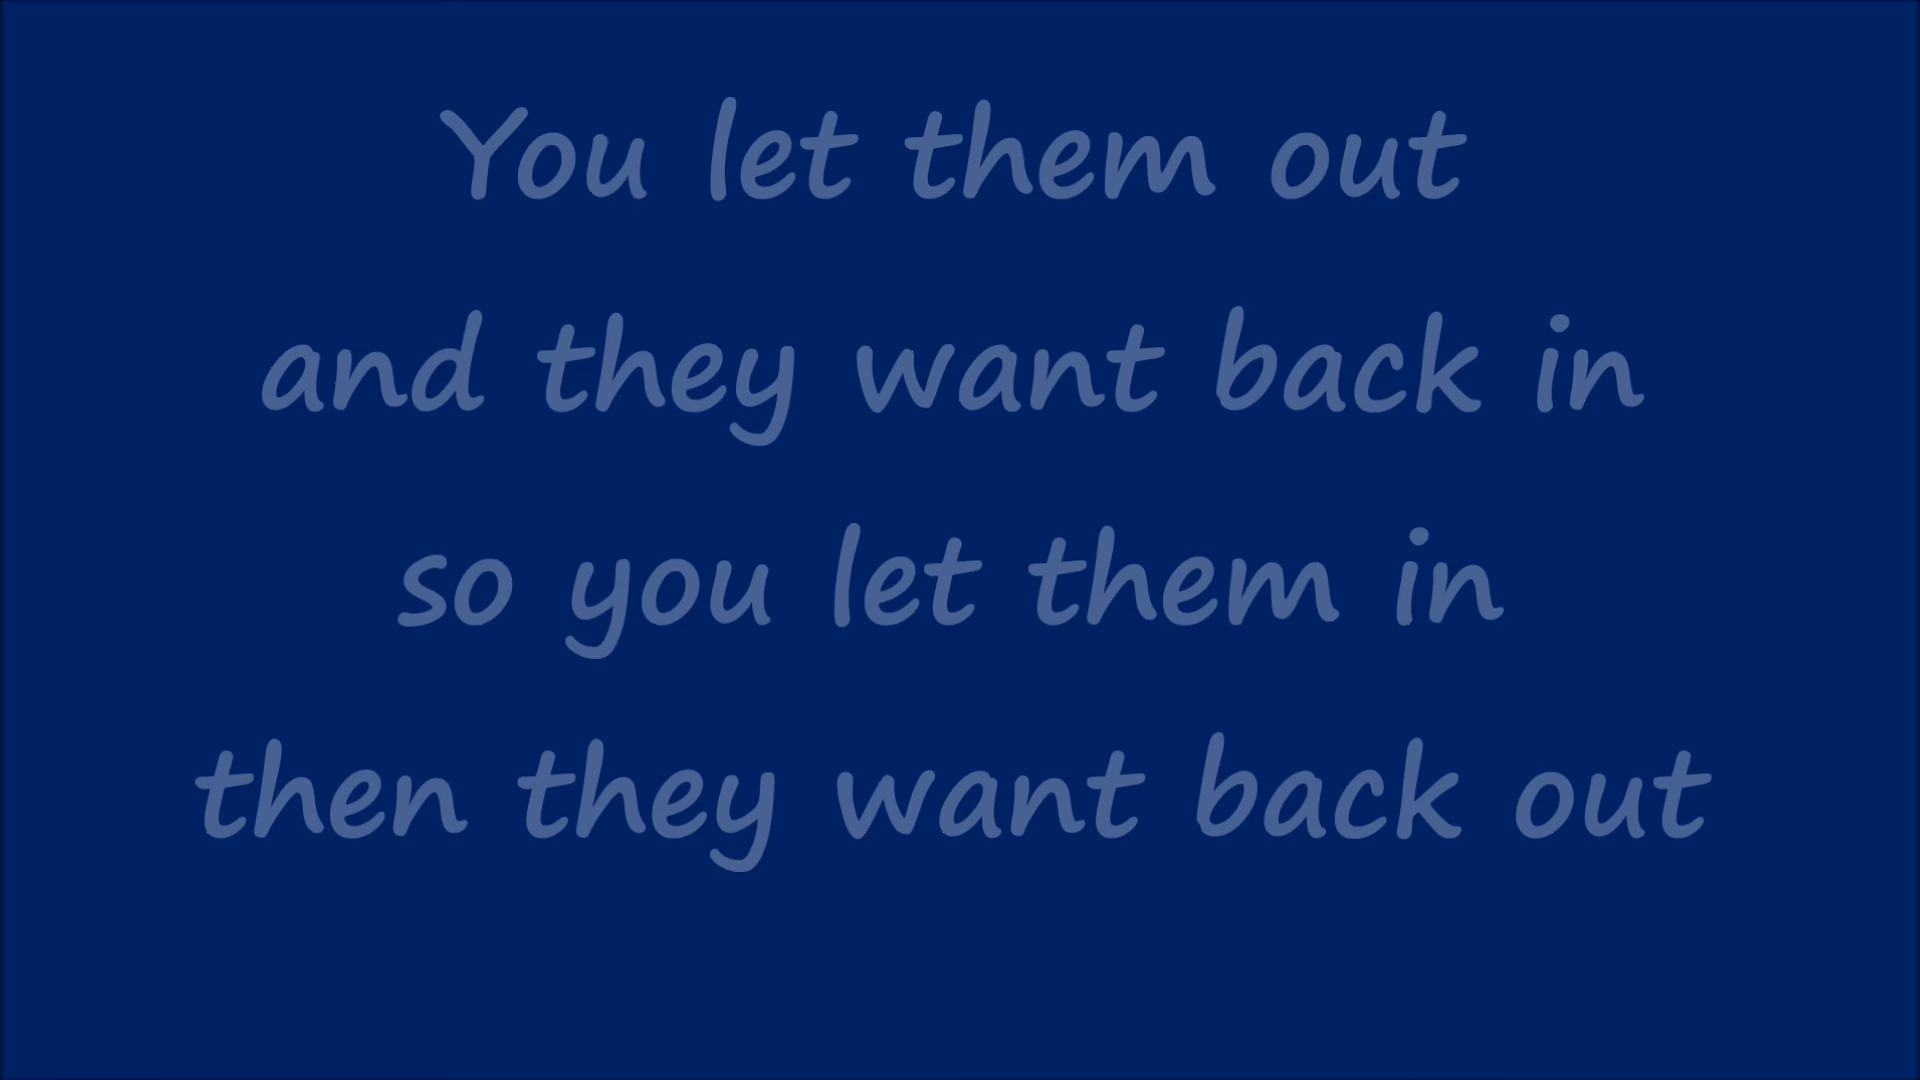 You let them out
and they want back in
so you let them in
then they want back out